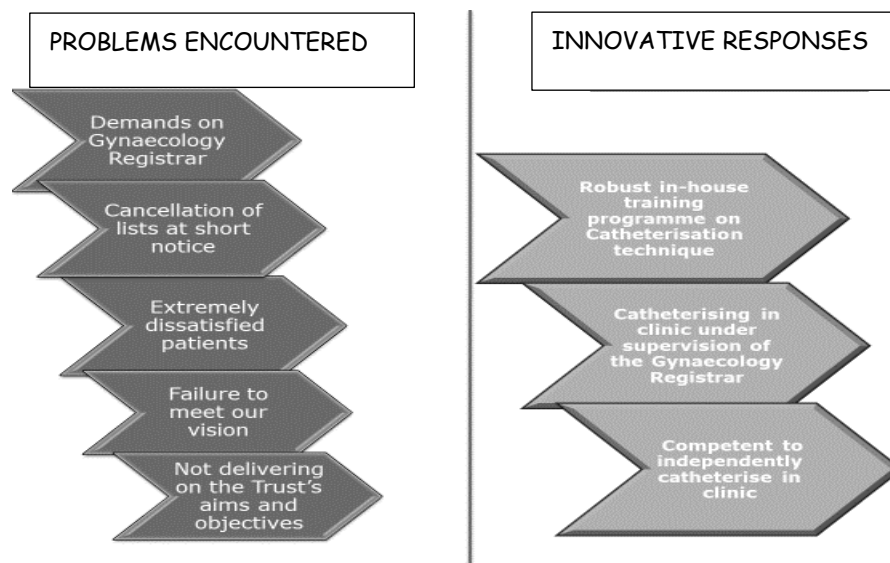 PROBLEMS ENCOUNTERED
Demands on
Gynaecology
Registrar
Cancellation of
lists at short
notice
Extremely
dissatisfied
patients
Failure to
meet our
vision
Not delivering
on the Trust's
aims and
objectives
INNOVATIVE RESPONSES
Robust in-house
training
programme on
Catheterisation
technique
Catheterising in
clinic under
supervision of
the Gynaecology
Registrar
Competent to
independently
catheterise in
clinic